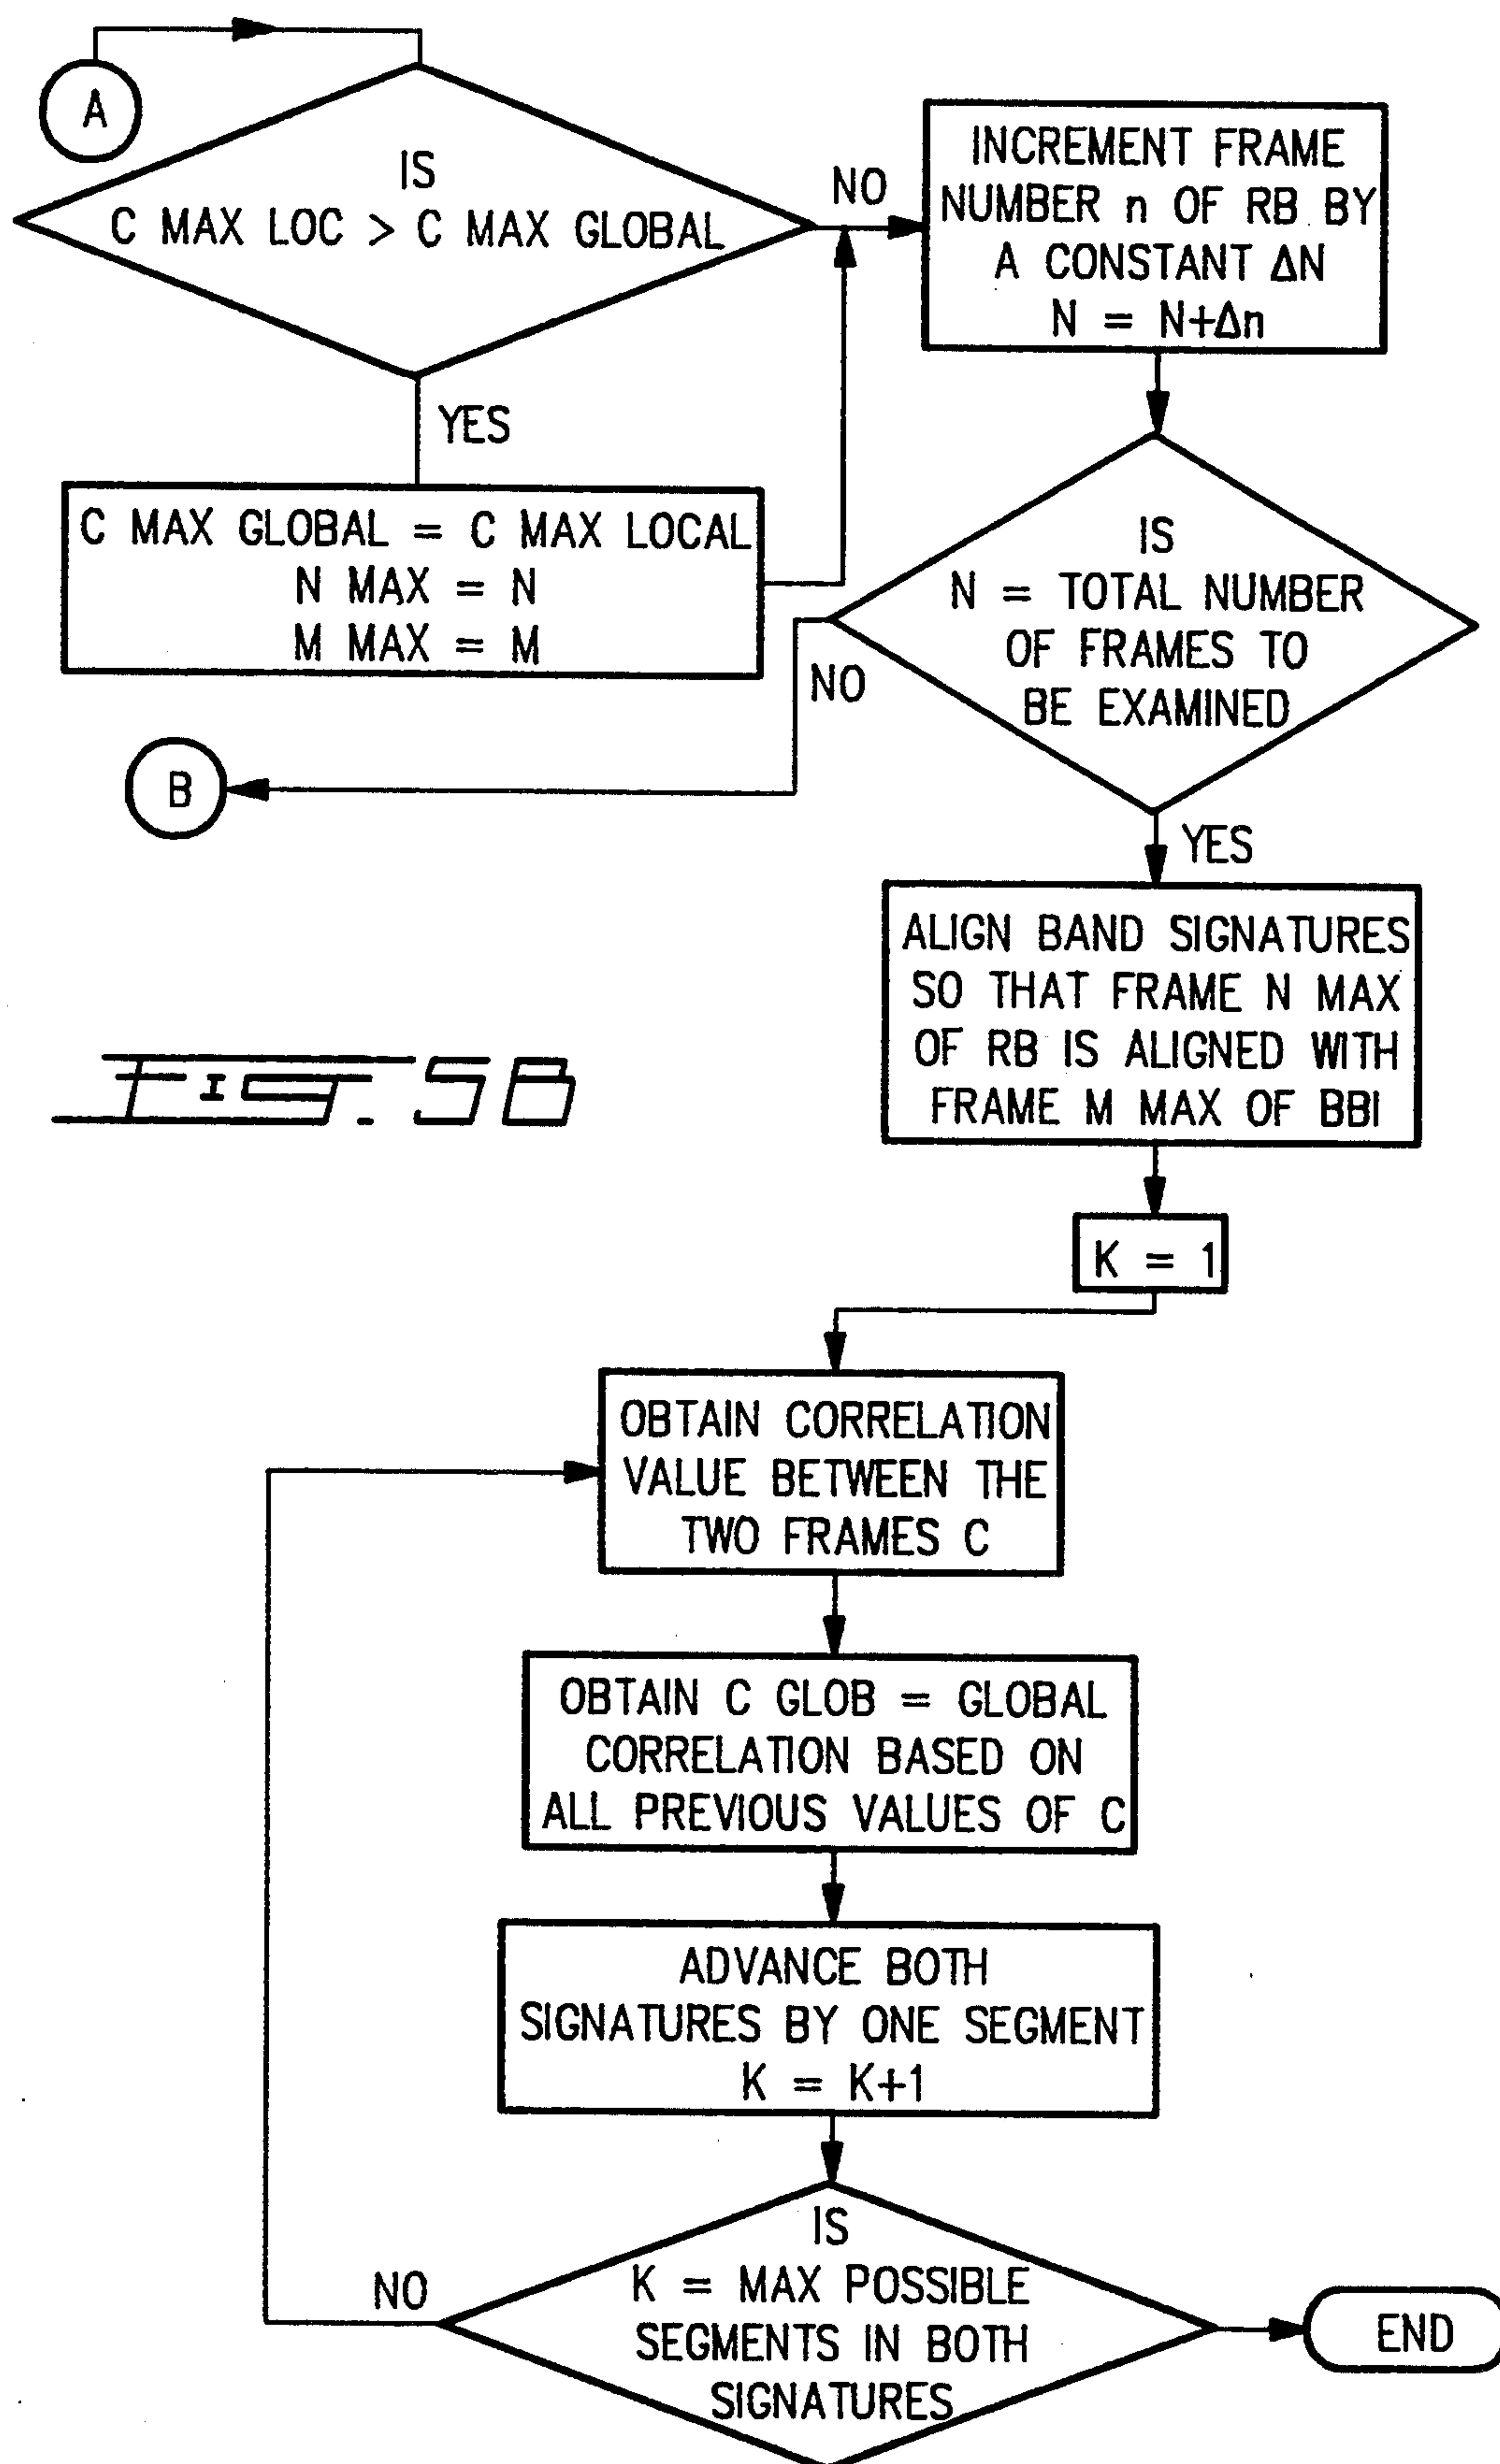 A
IS
C MAX LOC > C MAX GLOBAL
NO
INCREMENT FRAME
NUMBER n OF RB BY
A CONSTANT ΔN
N = N+Δn
YES
C MAX GLOBAL = C MAX LOCAL
N MAX = N
M MAX = M
IS
N = TOTAL NUMBER
OF FRAMES TO
BE EXAMINED
NO
B
YES
ALIGN BAND SIGNATURES
SO THAT FRAME N MAX
OF RB IS ALIGNED WITH
FRAME M MAX OF BBI
FIG. 5B
K = 1
OBTAIN CORRELATION
VALUE BETWEEN THE
TWO FRAMES C
OBTAIN C GLOB = GLOBAL
CORRELATION BASED ON
ALL PREVIOUS VALUES OF C
ADVANCE BOTH
SIGNATURES BY ONE SEGMENT
K = K+1
IS
K = MAX POSSIBLE
SEGMENTS IN BOTH
SIGNATURES
NO
END